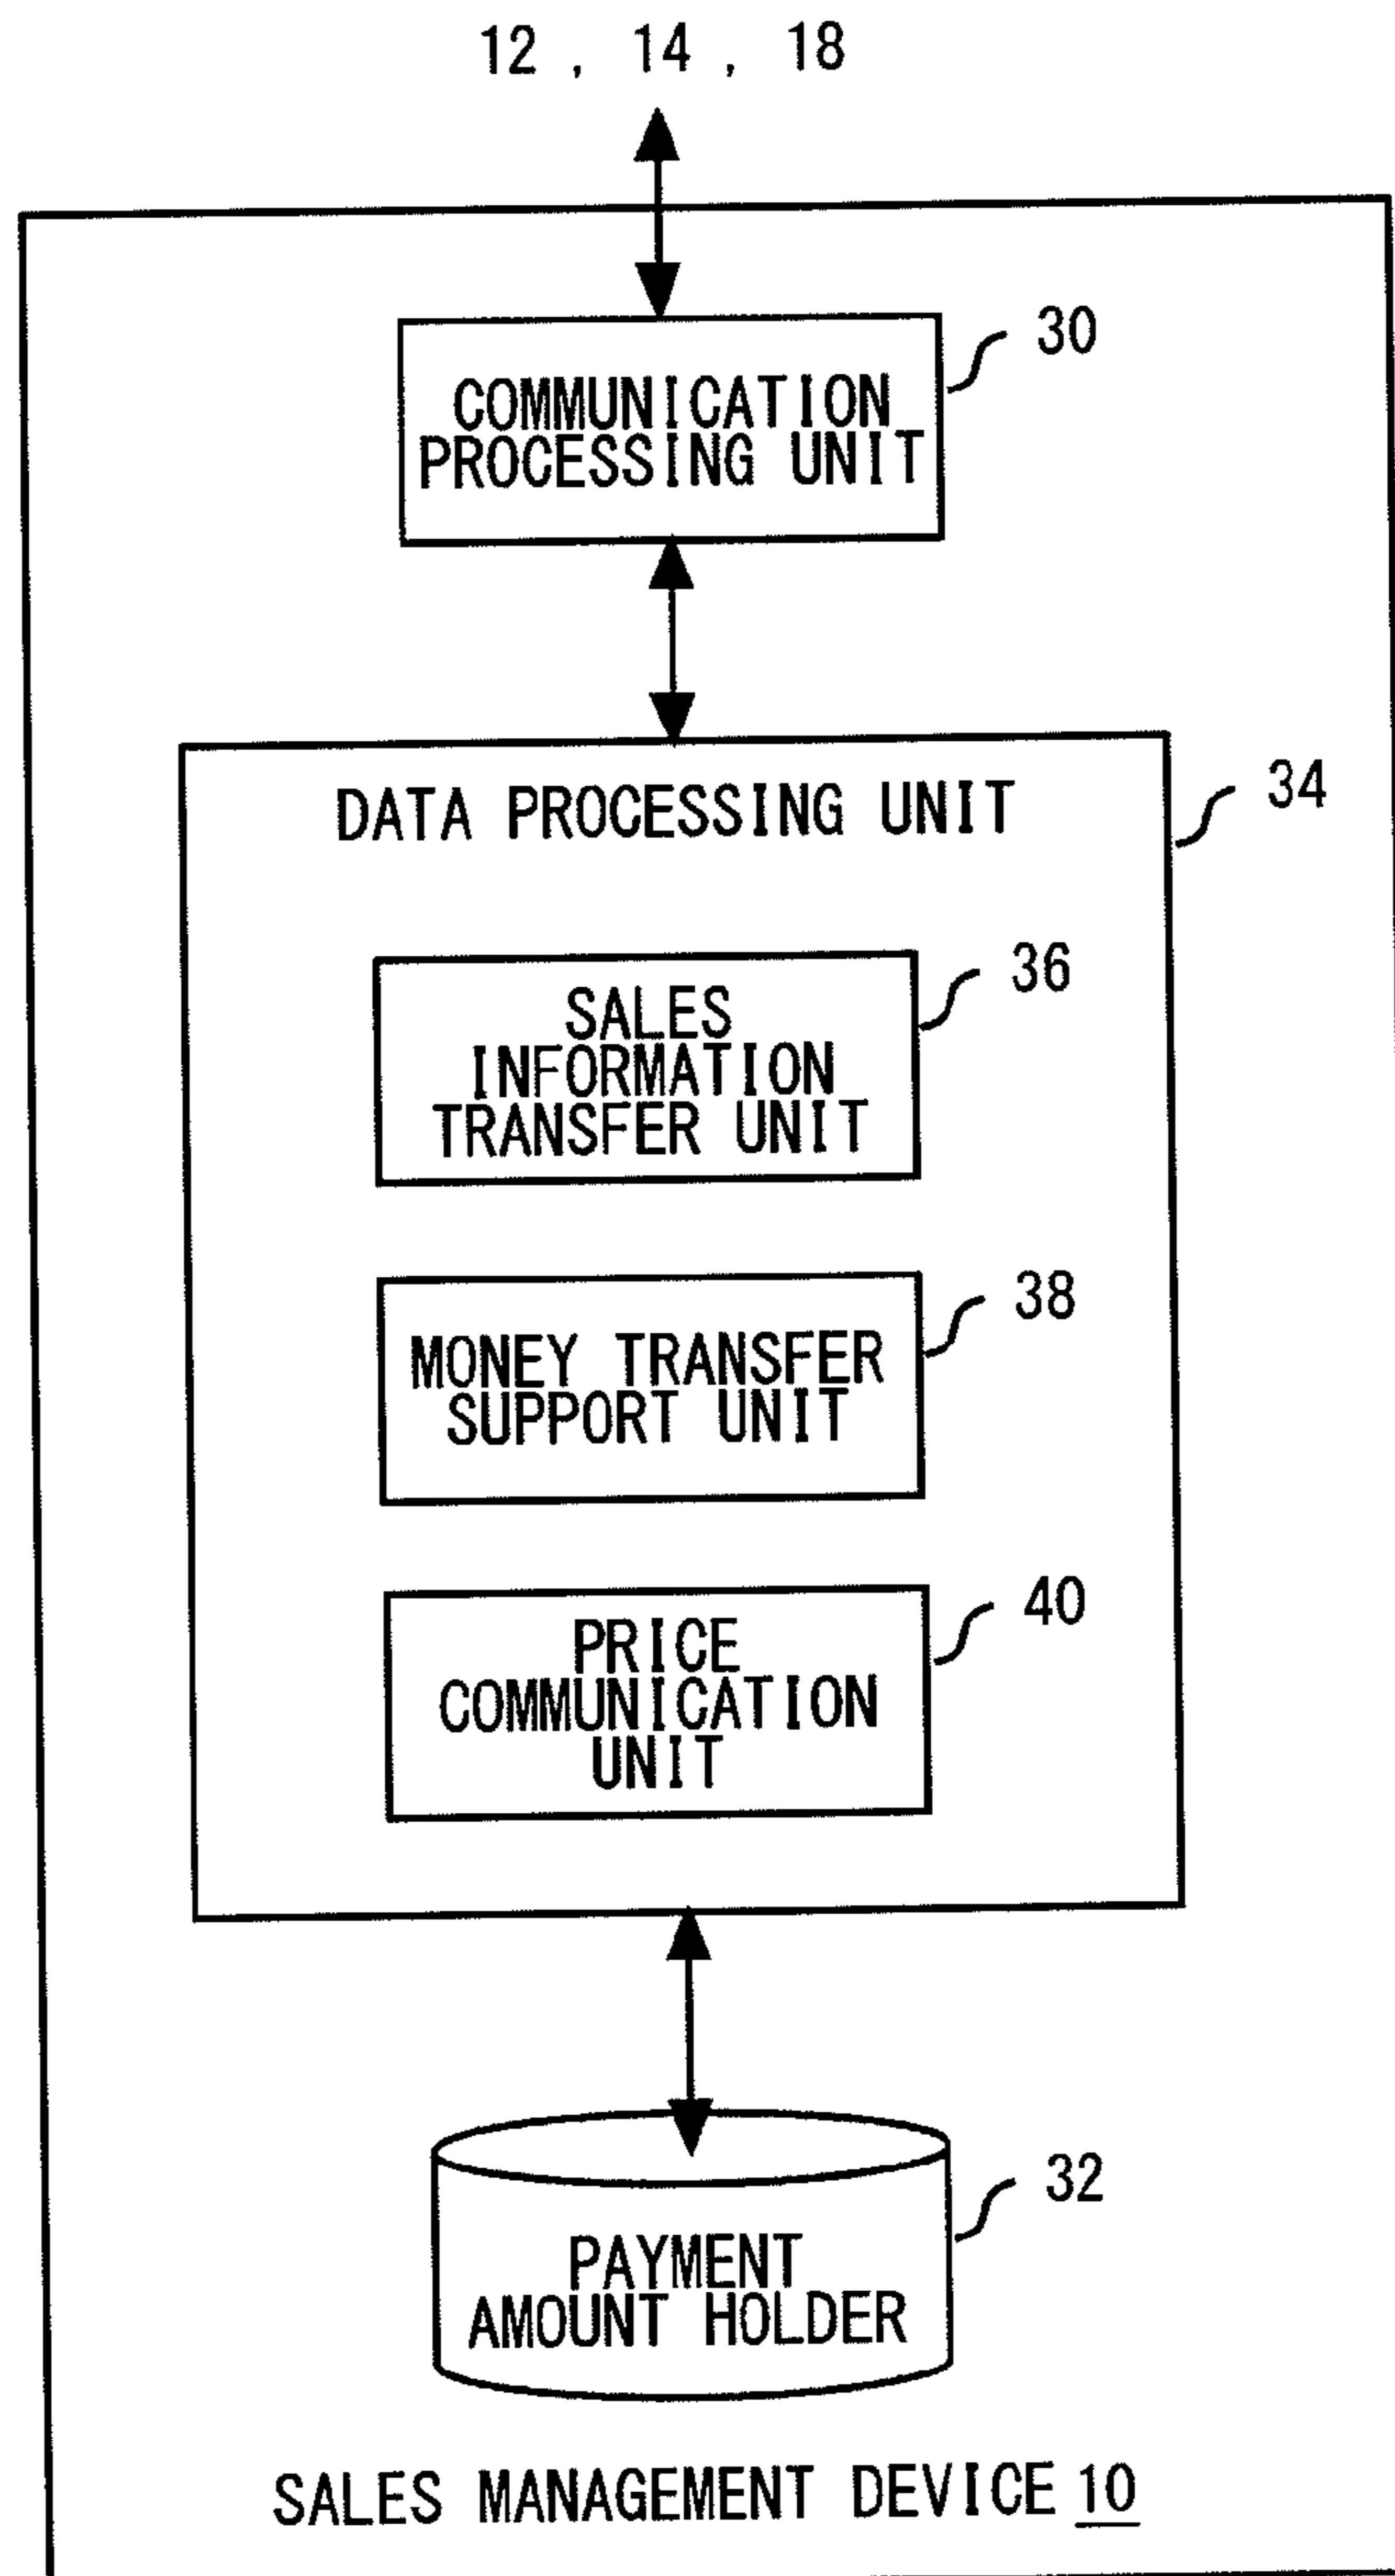 12 , 14 , 18
30
COMMUNICATION
PROCESSING UNIT
34
DATA PROCESSING UNIT
36
SALES
INFORMATION
TRANSFER UNIT
38
MONEY TRANSFER
SUPPORT UNIT
40
PRICE
COMMUNICATION
UNIT
32
PAYMENT
AMOUNT HOLDER
SALES MANAGEMENT DEVICE 10